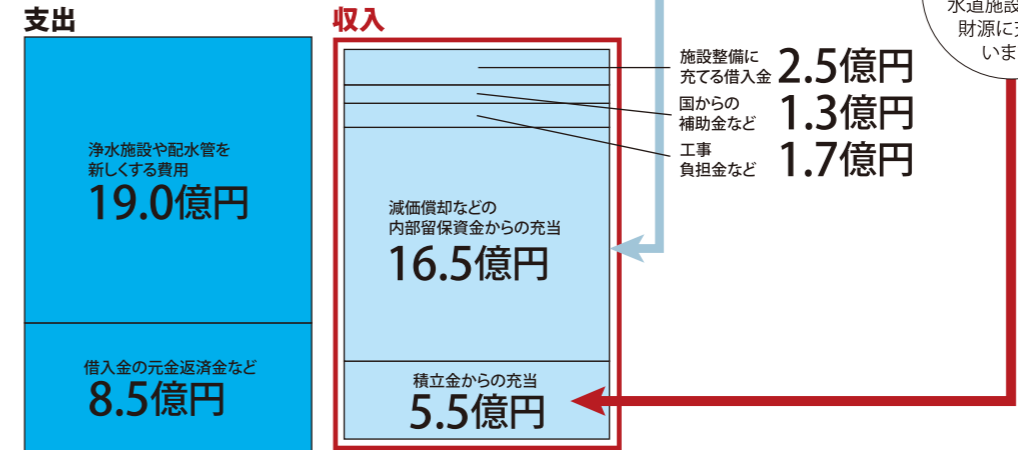 支出
浄水施設や配水管を
新しくする費用
19.0億円
借入金の元金返済金など
8.5億円
収入
施設整備に
充てる借入金 2.5億円
国からの
補助金など 1.3億円
工事
負担金など 1.7億円
減価償却などの
内部留保資金からの充当
16.5億円
積立金からの充当
5.5億円
水道施設
財源に
いま